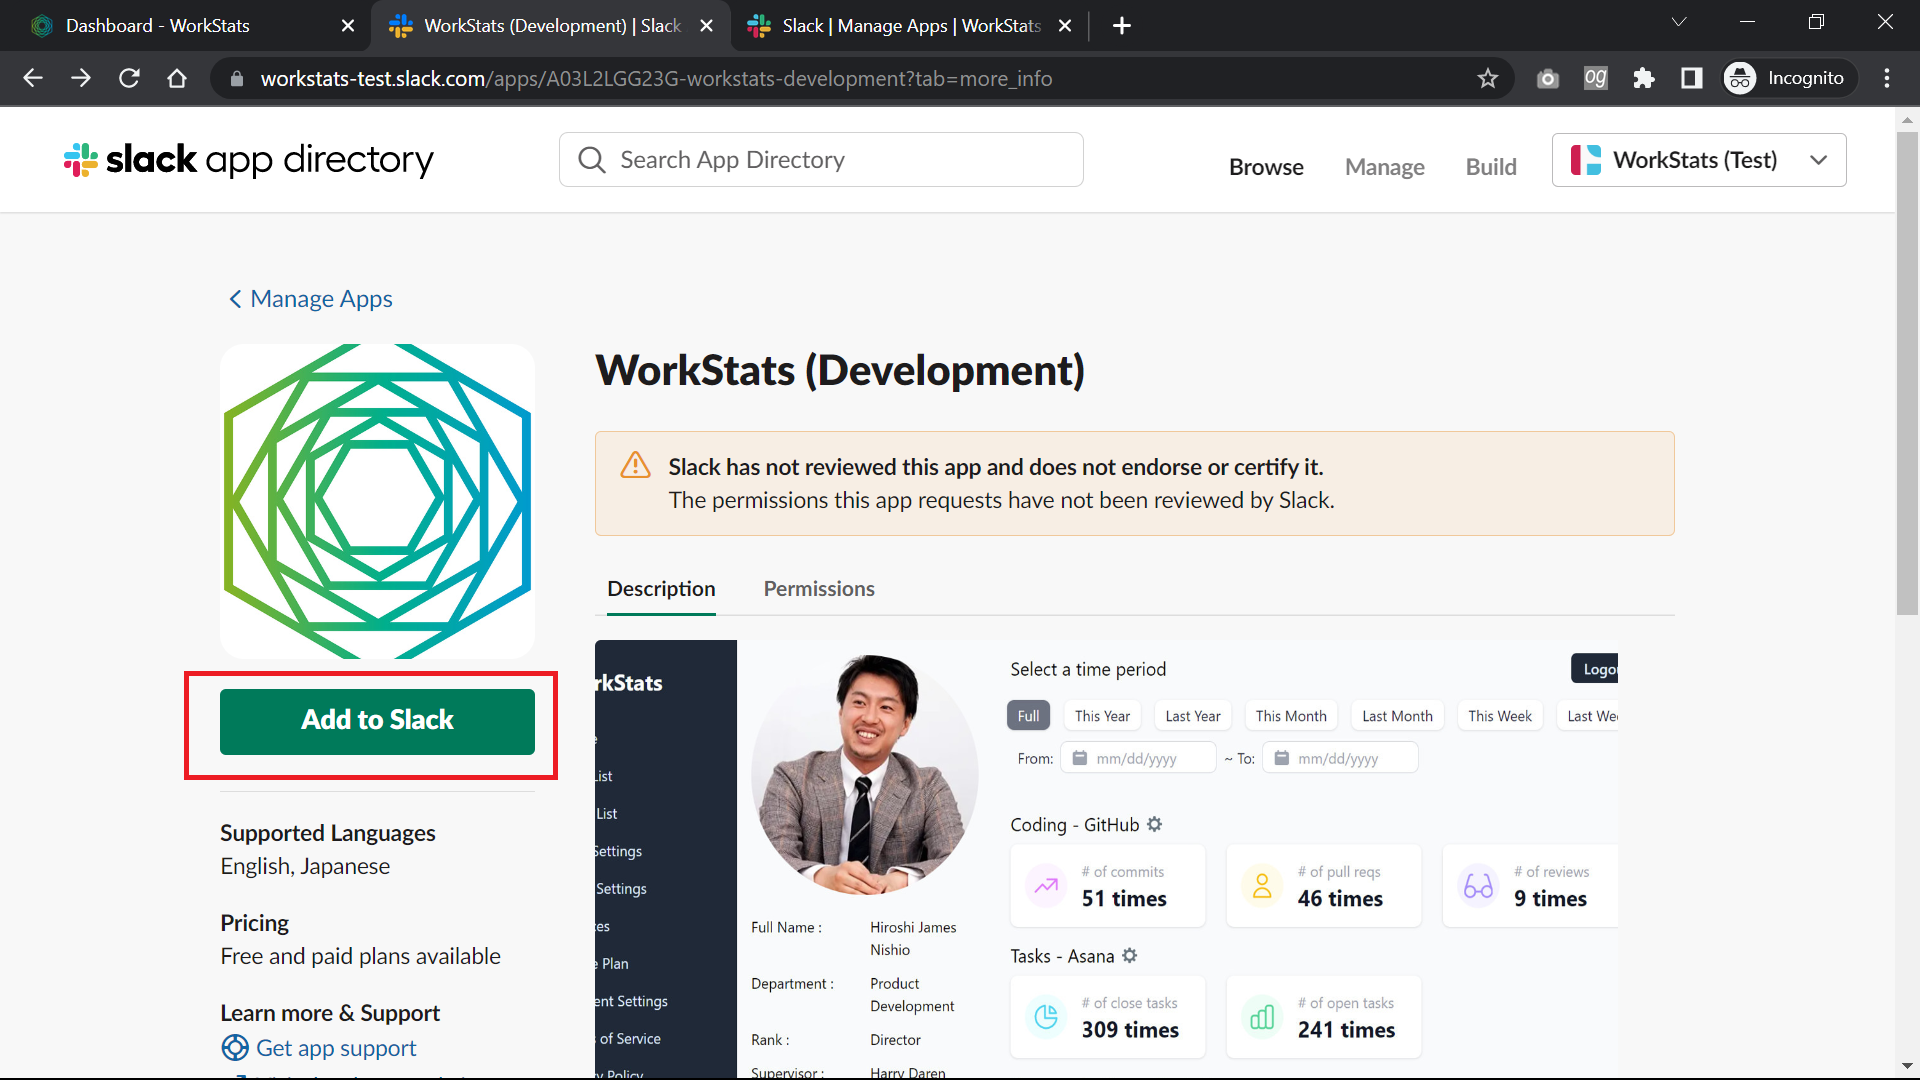 Dashboard - WorkStats
WorkStats (Development) | Slack
Slack | Manage Apps | WorkStats
workstats-test.slack.com/apps/A03L2LGG23G-workstats-development?tab=more_info
Incognito
slack app directory
Search App Directory
Browse
Manage
Build
WorkStats (Test)
Manage Apps
WorkStats (Development)
Slack has not reviewed this app and does not endorse or certify it.
The permissions this app requests have not been reviewed by Slack.
Description
Permissions
Add to Slack
Supported Languages
English, Japanese
Pricing
Free and paid plans available
Learn more & Support
Get app support
rkStats
List
List
Settings
Settings
Plan
ent Settings
of Service
Policy
Full Name :
Hiroshi James
Nishio
Department :
Product
Development
Rank :
Director
Supervisor :
Harry Daren
Select a time period
Logo
Full
This Year
Last Year
This Month
Last Month
This Week
Last We
From:
mm/dd/yyyy
~ To:
mm/dd/yyyy
Coding - GitHub
# of commits
51 times
# of pull reqs
46 times
# of reviews
9 times
Tasks - Asana
# of close tasks
309 times
# of open tasks
241 times